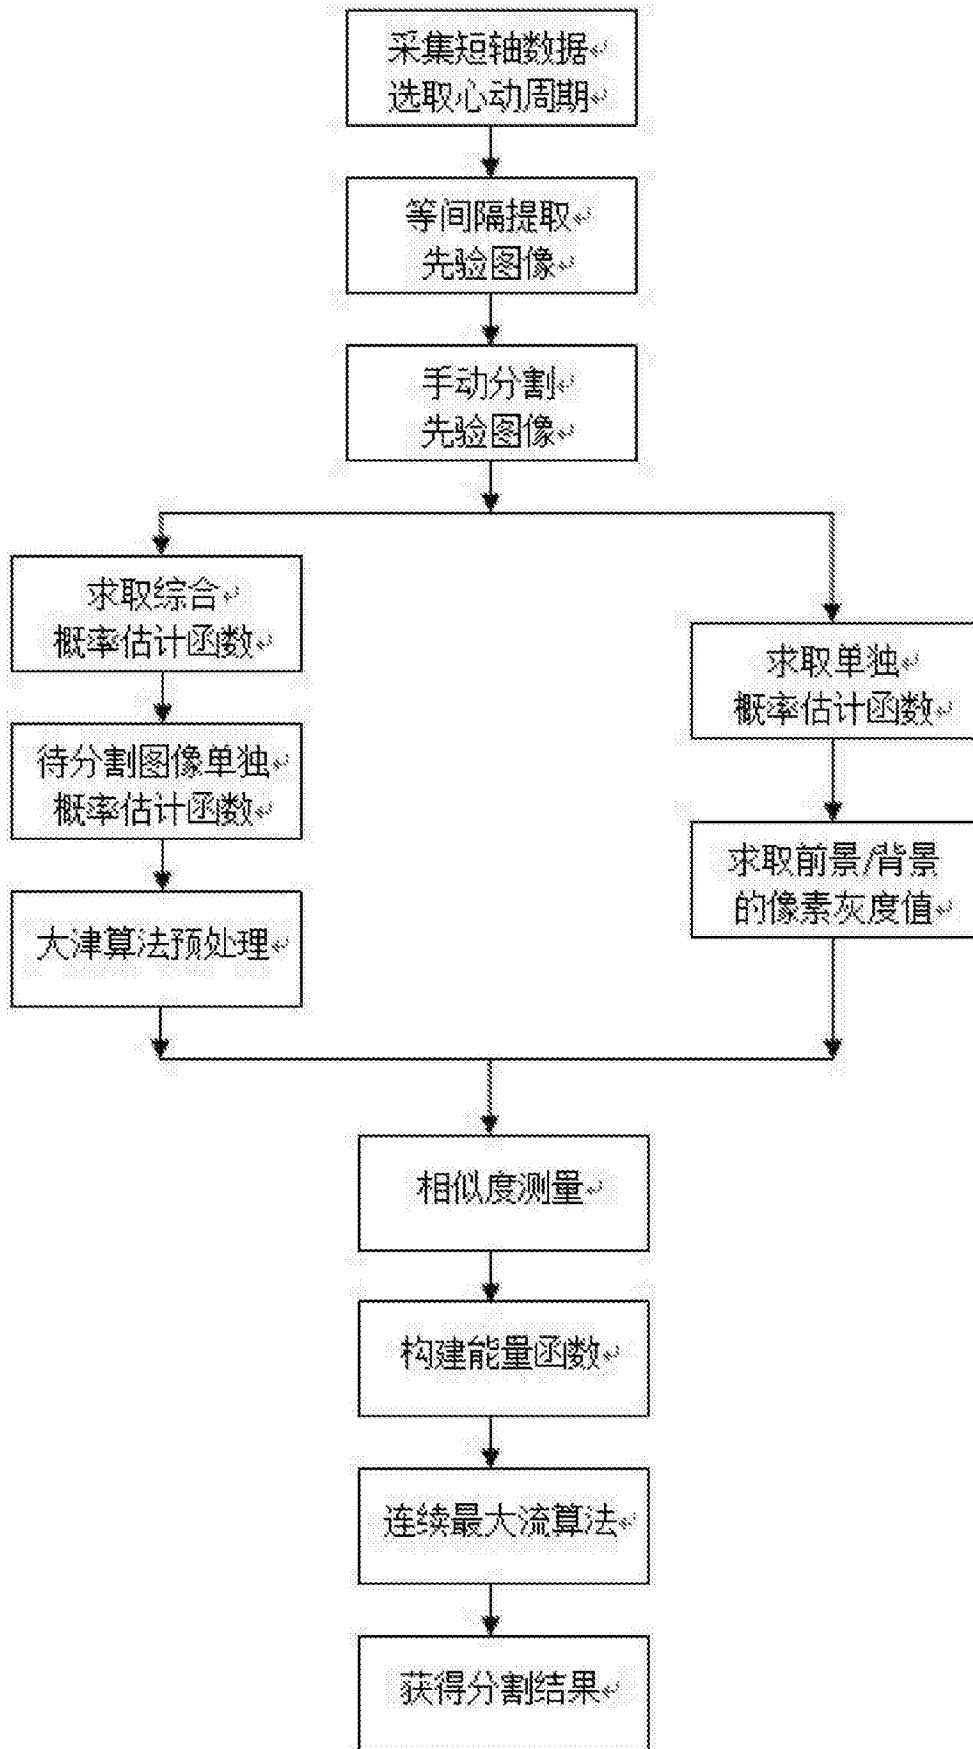 采集短轴数据
选取心动周期
等间隔提取
先验图像
手动分割
先验图像
求取综合
概率估计函数
待分割图像单独
概率估计函数
大津算法预处理
求取单独
概率估计函数
求取前景/背景
的像素灰度值
相似度测量
构建能量函数
连续最大流算法
获得分割结果